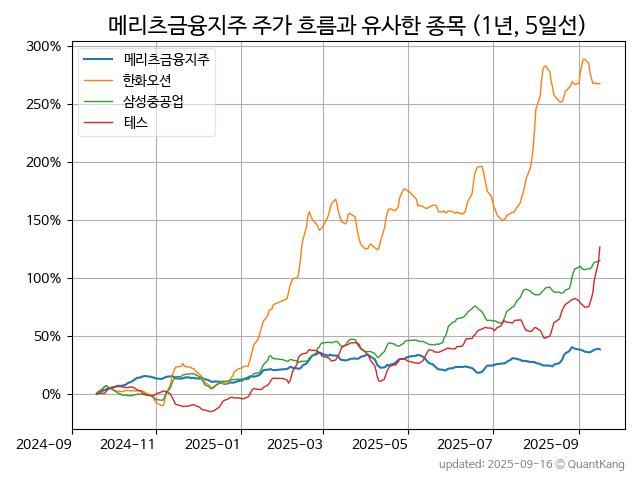 메리츠금융지주 주가 흐름과 유사한 종목 (1년, 5일선)
메리츠금융지주
한화오션
삼성중공업
테스
300%
250%
200%
150%
100%
50%
0%
2024-09
2024-11
2025-01
2025-03
2025-05
2025-07
2025-09
updated: 2025-09-16 © QuantKang